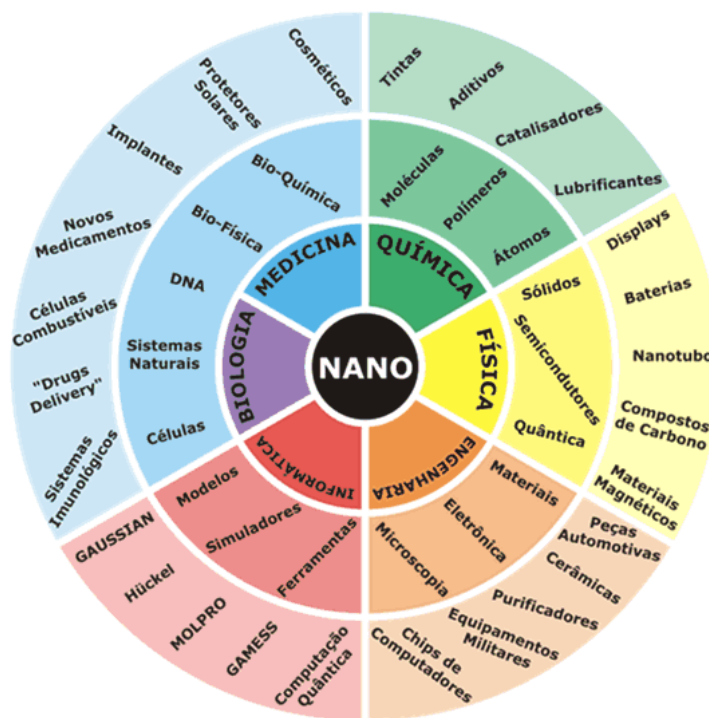 NANO
MEDICINA
QUÍMICA
FÍSICA
ENGENHARIA
INFORMÁTICA
BIOLOGIA
Bio-Química
Bio-Física
DNA
Sistemas
Naturais
Células
Moléculas
Polímeros
Átomos
Sólidos
Semicondutores
Quântica
Materiais
Eletrônica
Microscopia
Ferramentas
Simuladores
Modelos
Cosméticos
Protetores
Solares
Implantes
Novos
Medicamentos
Células
Combustíveis
"Drugs
Delivery"
Sistemas
Imunológicos
Tintas
Aditivos
Catalisadores
Lubrificantes
Displays
Baterias
Nanotubo
Compostos
de Carbono
Materiais
Magnéticos
Peças
Automotivas
Cerâmicas
Purificadores
Equipamentos
Militares
Chips de
Computadores
Computação
Quântica
GAMESS
MOLPRO
Hückel
GAUSSIAN